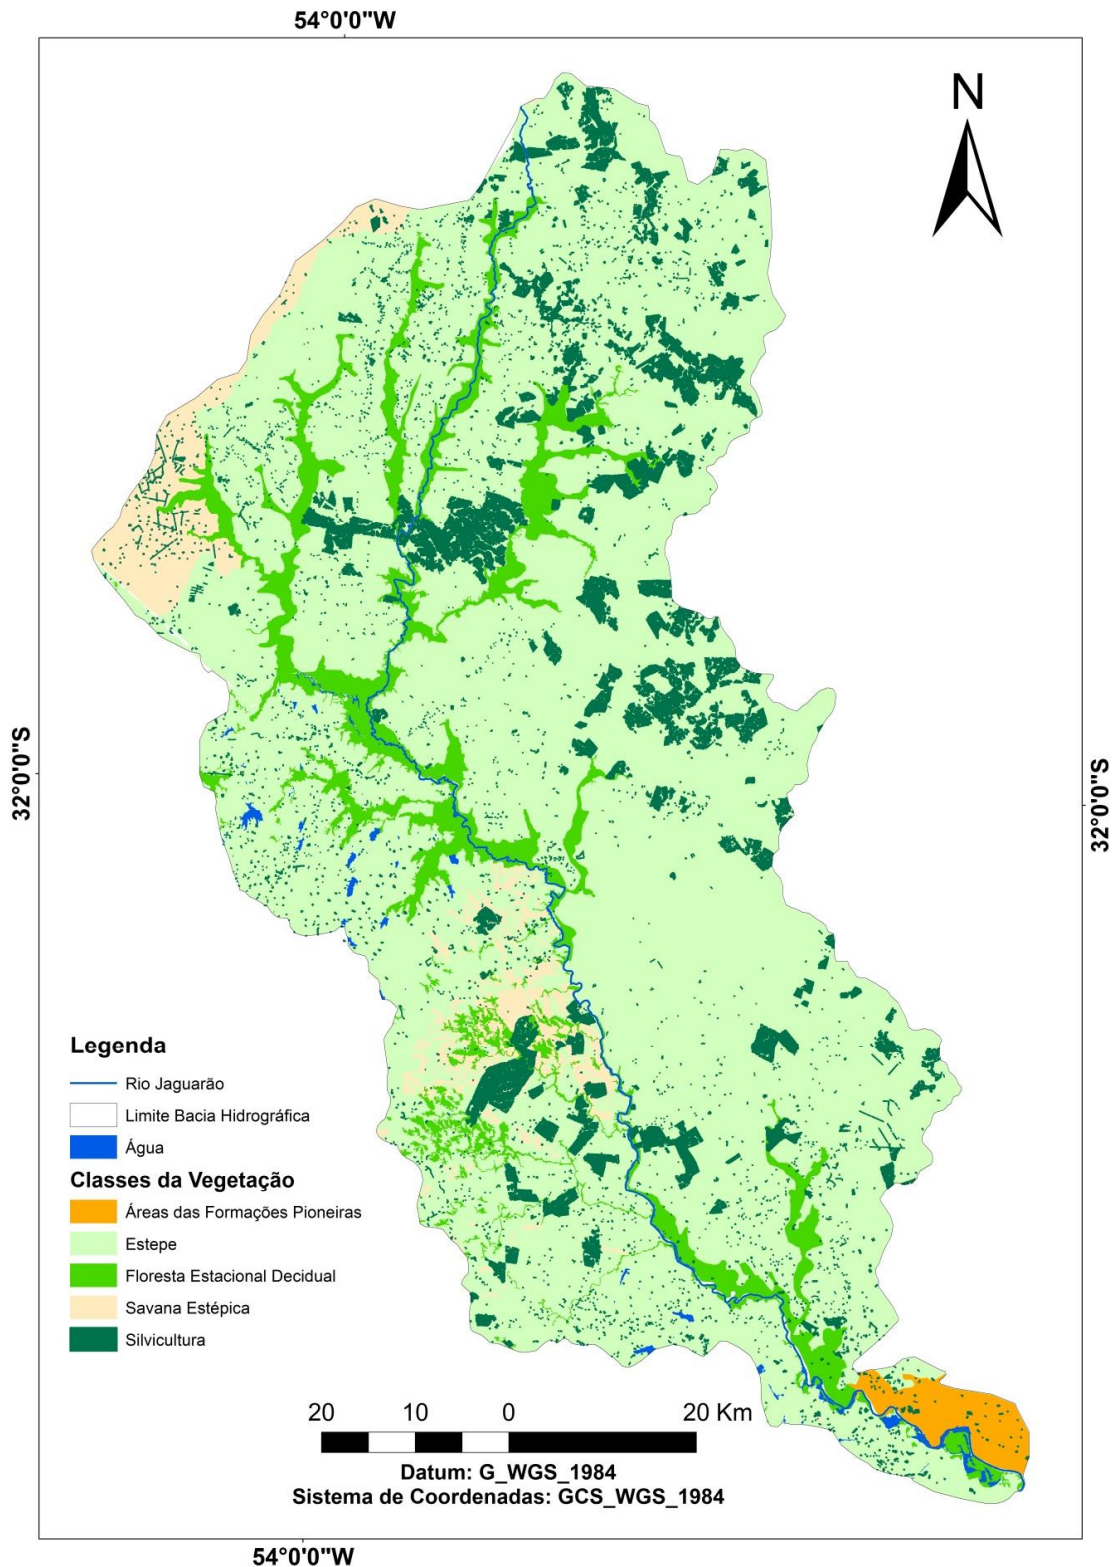 54°0'0"W
N
32°0'0"S
32°0'0"S
Legenda
Rio Jaguarão
Limite Bacia Hidrográfica
Água
Classes da Vegetação
Áreas das Formações Pioneiras
Estepe
Floresta Estacional Decidual
Savana Estépica
Silvicultura
20 10 0 20 Km
Datum: G_WGS_1984
Sistema de Coordenadas: GCS_WGS_1984
54°0'0"W